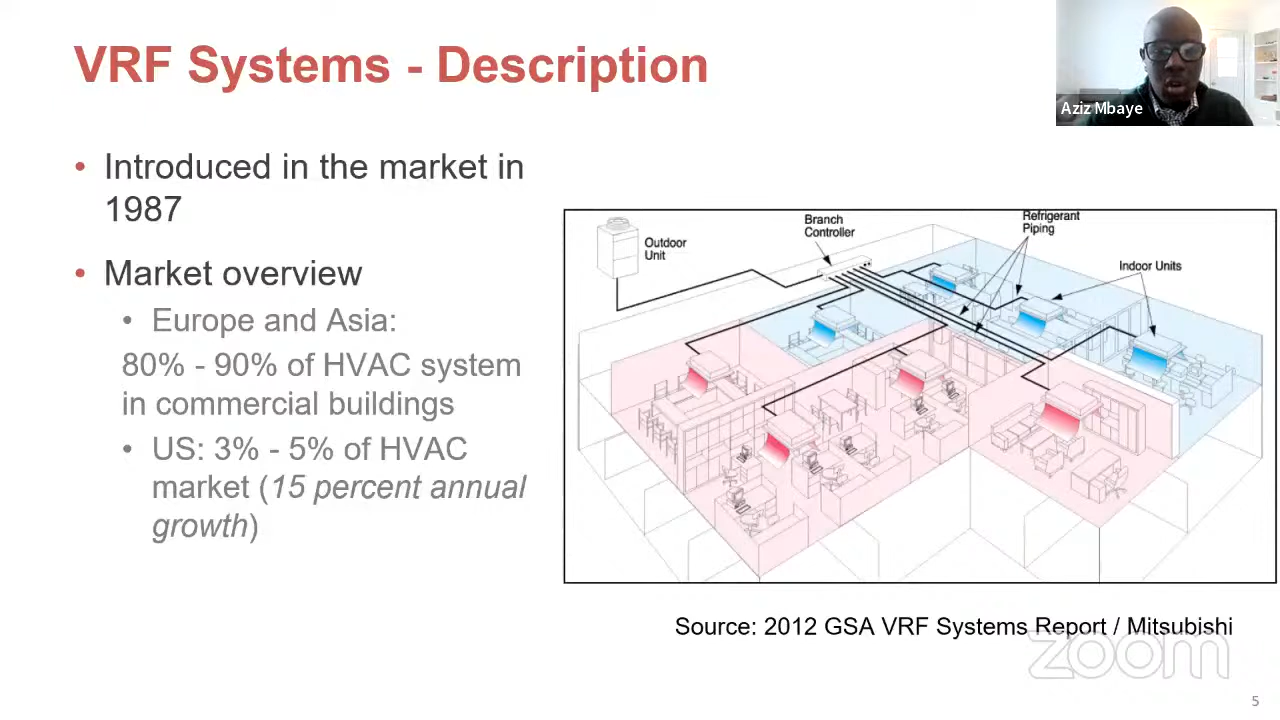 VRF Systems - Description
Aziz Mbaye
• Introduced in the market in
1987
• Market overview
• Europe and Asia:
80% - 90% of HVAC system
in commercial buildings
• US: 3% - 5% of HVAC
market (15 percent annual
growth)
Outdoor
Unit
Branch
Controller
Refrigerant
Piping
Indoor Units
Source: 2012 GSA VRF Systems Report / Mitsubishi
zoom
5